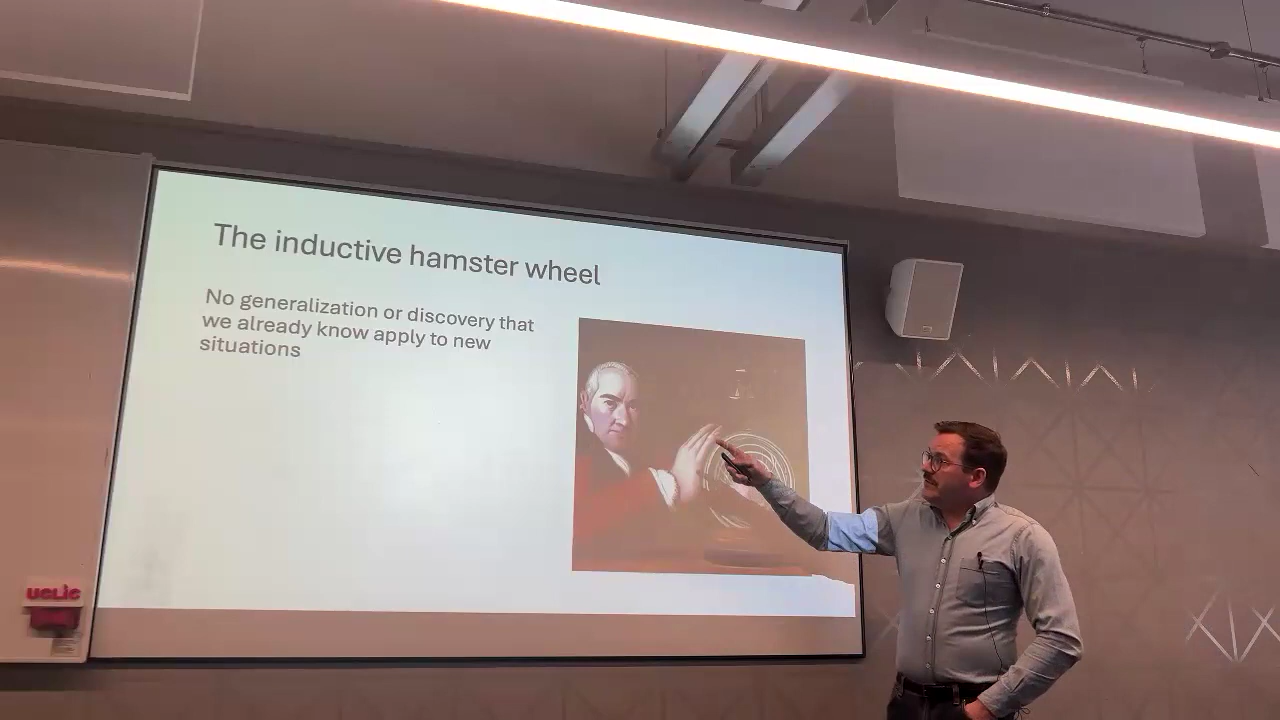 The inductive hamster wheel
No generalization or discovery that
we already know apply to new
situations
uclic